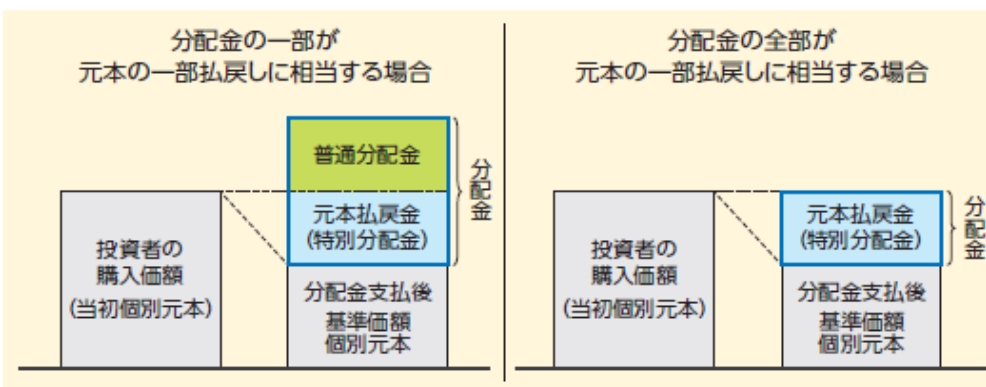 分配金の一部が
元本の一部払戻しに相当する場合
普通分配金
元本払戻金
(特別分配金)
分配金
投資者の
購入価額
(当初個別元本)
分配金支払後
基準価額
個別元本
分配金の全部が
元本の一部払戻しに相当する場合
元本払戻金
(特別分配金)
分配金
投資者の
購入価額
(当初個別元本)
分配金支払後
基準価額
個別元本